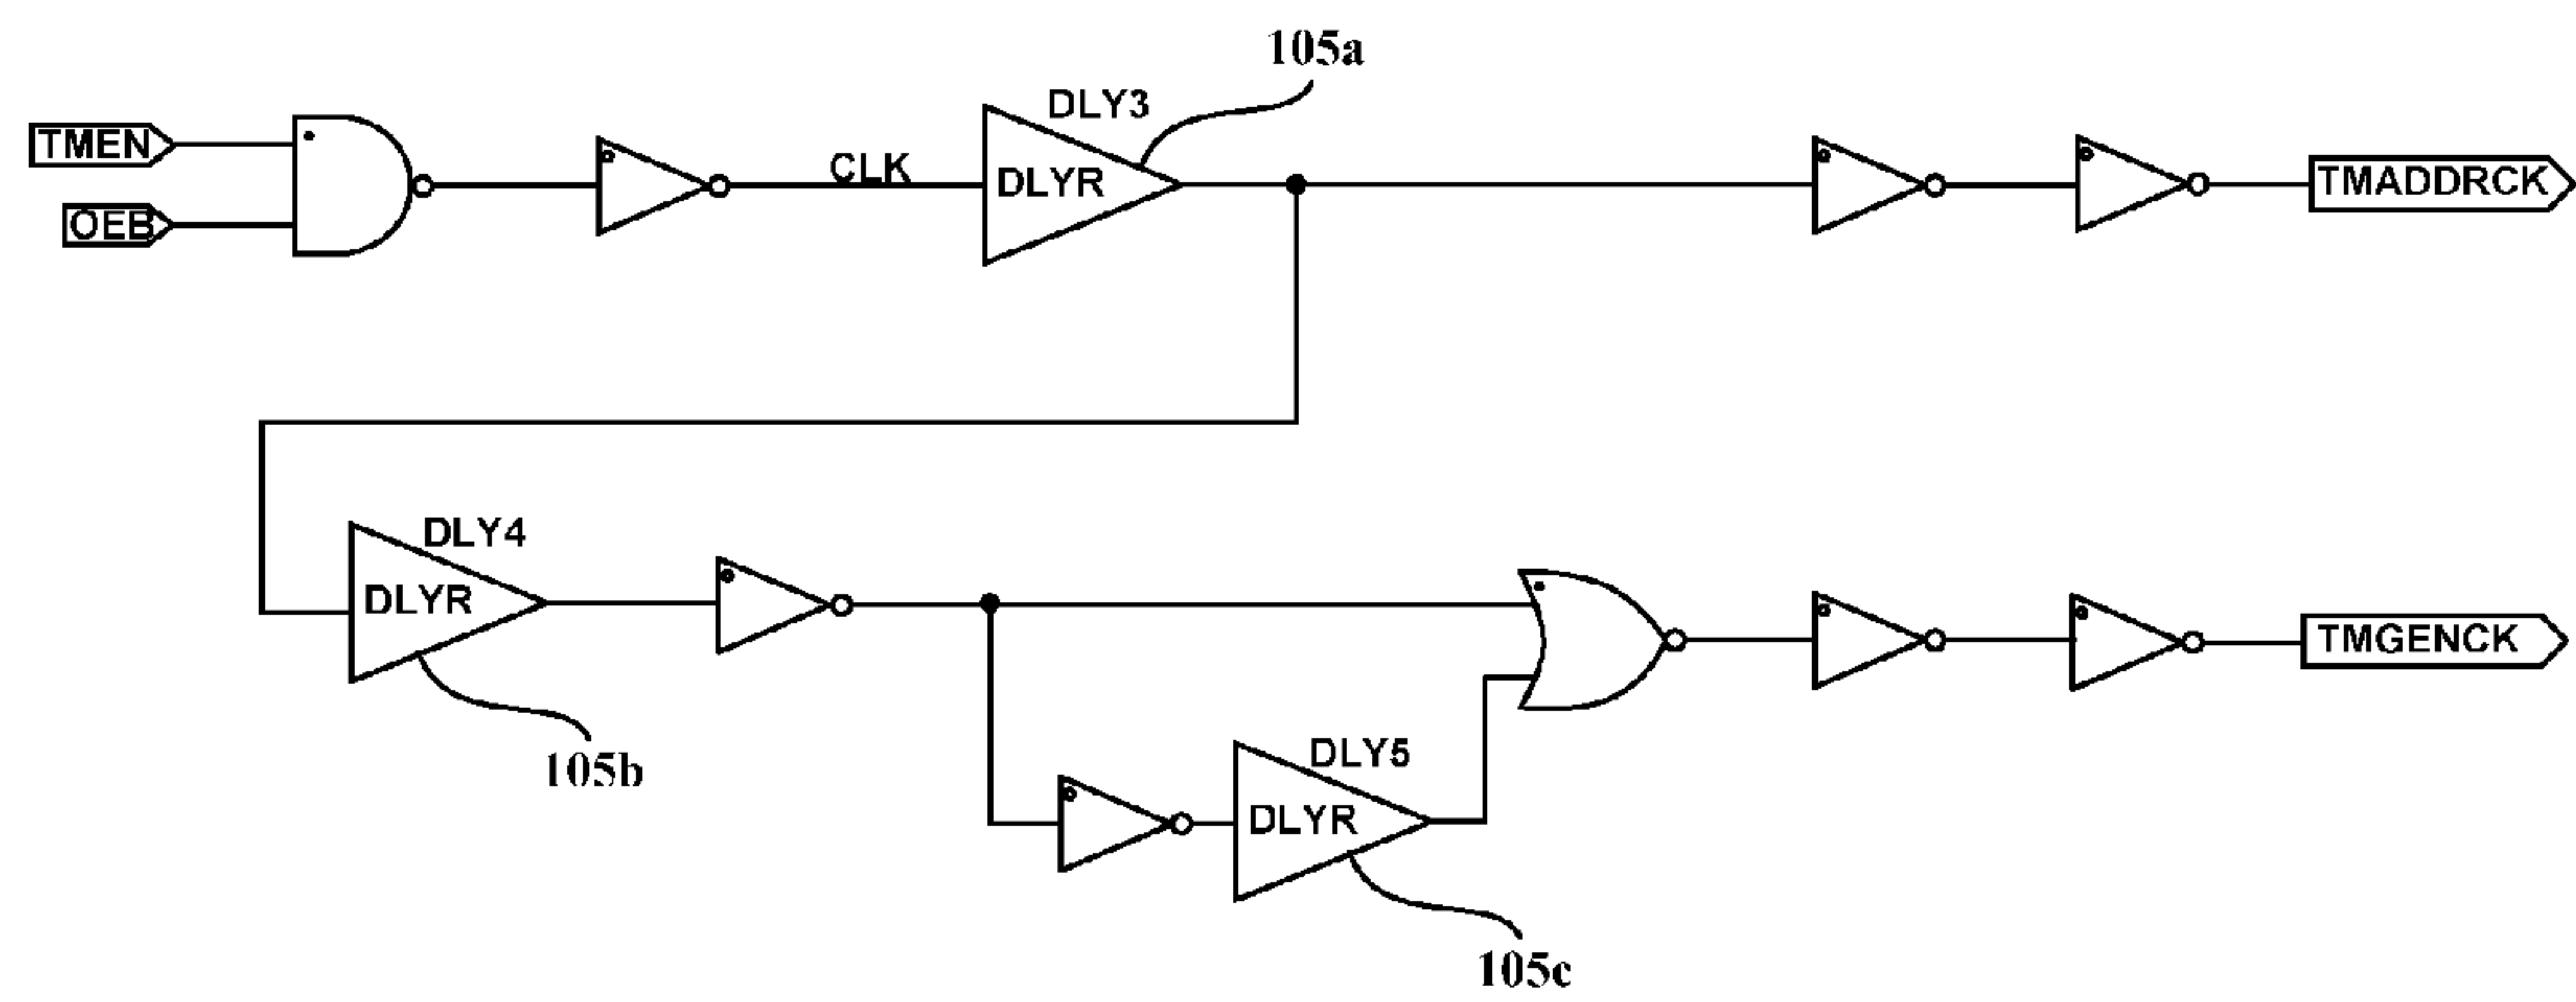 105a
DLY3
TMEN
CLK
DLYR
TMADDRCK
OEB
DLY4
DLYR
TMGENCK
105b
DLY5
DLYR
105c